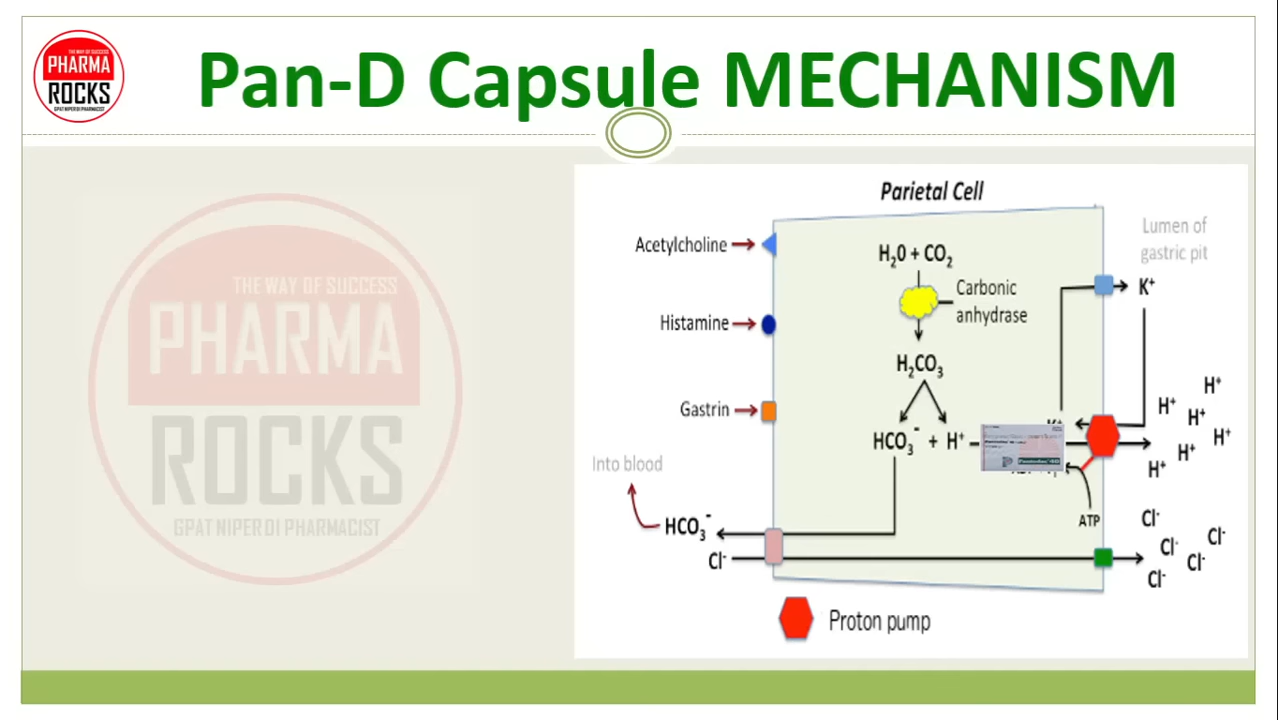 THE WAY OF SUCCESS
PHARMA
ROCKS
GPAT NIPER DI PHARMACIST
Pan-D Capsule MECHANISM
THE WAY OF SUCCESS
PHARMA
ROCKS
GPAT NIPER DI PHARMACIST
Parietal Cell
Lumen of
gastric pit
Acetylcholine
H₂0 + CO₂
Carbonic
anhydrase
K⁺
Histamine
H₂CO₃
Gastrin
HCO₃⁻ + H⁺
H⁺
H⁺
H⁺
H⁺
H⁺
H⁺
Into blood
HCO₃⁻
ATP
Cl⁻
Cl⁻
Cl⁻
Cl⁻
Cl⁻
Cl⁻
Proton pump